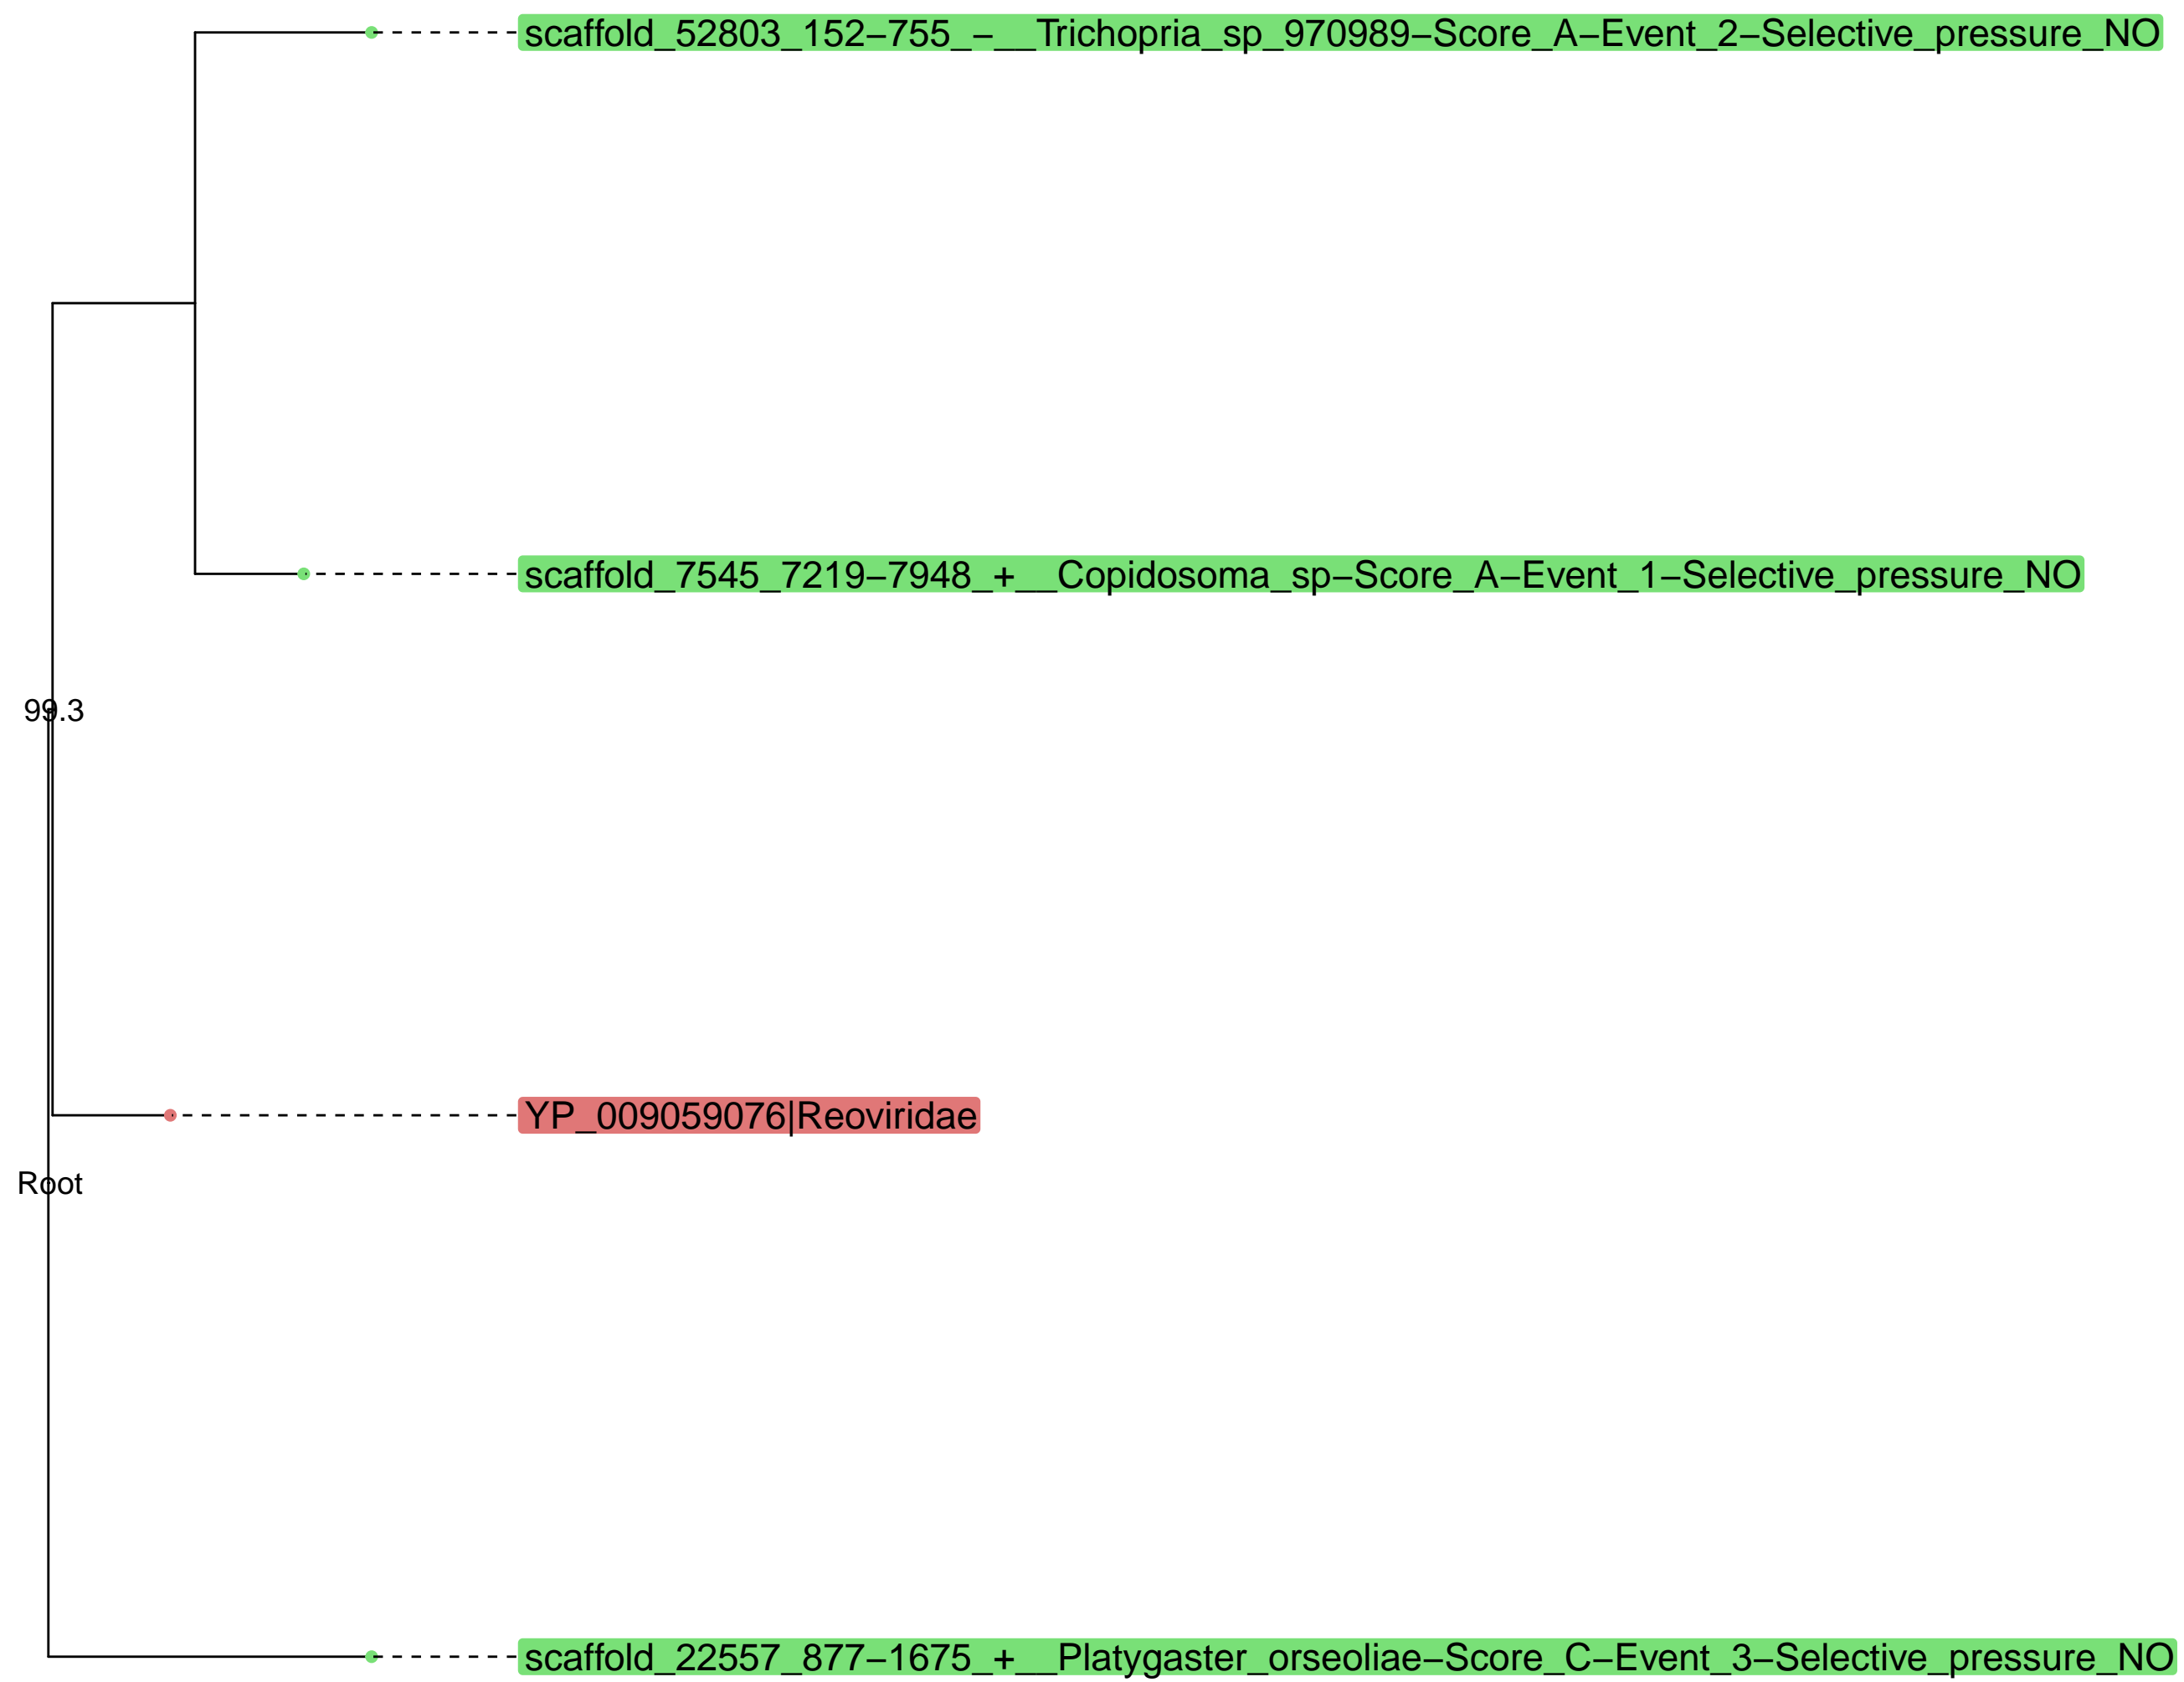 scaffold_52803_152−755_−__Trichopria_sp_970989−Score_A−Event_2−Selective_pressure_NO
scaffold_7545_7219−7948_+__Copidosoma_sp−Score_A−Event_1−Selective_pressure_NO
99.3
YP_009059076|Reoviridae
Root
scaffold_22557_877−1675_+__Platygaster_orseoliae−Score_C−Event_3−Selective_pressure_NO